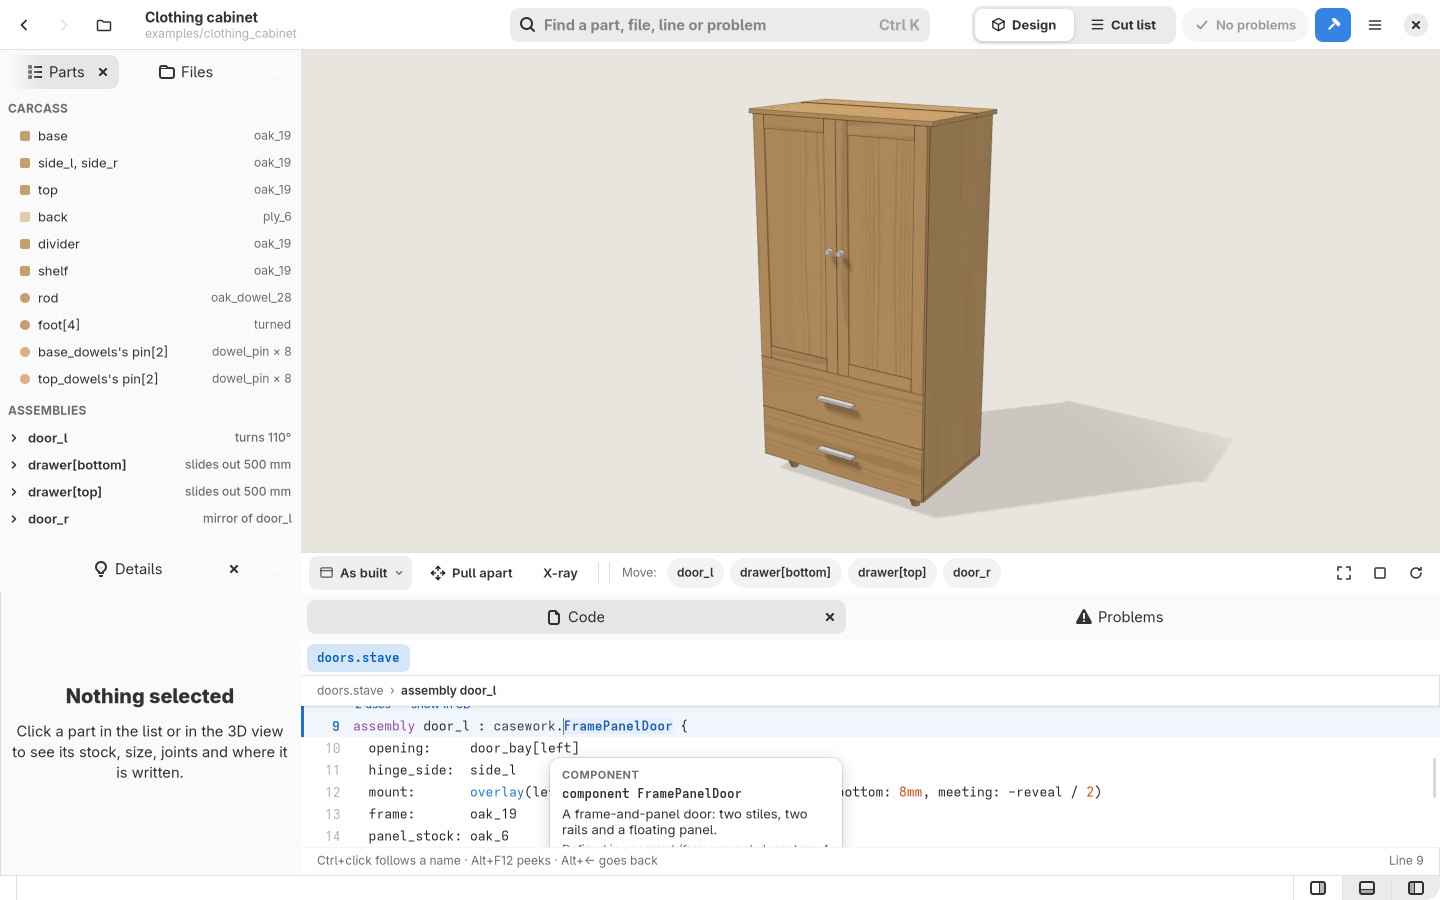 Clothing cabinet
examples/clothing_cabinet
Find a part, file, line or problem
Ctrl K
Design
Cut list
No problems
Parts
Files
CARCASS
base oak_19
side_l, side_r oak_19
top oak_19
back ply_6
divider oak_19
shelf oak_19
rod oak_dowel_28
foot[4] turned
base_dowels's pin[2] dowel_pin × 8
top_dowels's pin[2] dowel_pin × 8
ASSEMBLIES
door_l turns 110°
drawer[bottom] slides out 500 mm
drawer[top] slides out 500 mm
door_r mirror of door_l
Details
Nothing selected
Click a part in the list or in the 3D view
to see its stock, size, joints and where it
is written.
As built
Pull apart
X-ray
Move:
door_l
drawer[bottom]
drawer[top]
door_r
Code
Problems
doors.stave
doors.stave › assembly door_l
9 assembly door_l : casework.FramePanelDoor {
10 opening: door_bay[left]
11 hinge_side: side_l
12 mount: overlay( ottom: 8mm, meeting: -reveal / 2)
13 frame: oak_19
14 panel_stock: oak_6
COMPONENT
component FramePanelDoor
A frame-and-panel door: two stiles, two
rails and a floating panel.
Ctrl+click follows a name · Alt+F12 peeks · Alt+← goes back
Line 9